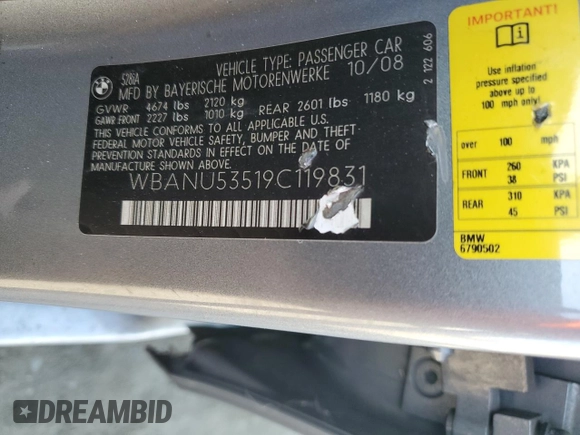 BMW
528iA
VEHICLE TYPE: PASSENGER CAR
MFD BY BAYERISCHE MOTORENWERKE 10/08
GVWR 4674 lbs 2120 kg
GAWR FRONT 2227 lbs 1010 kg REAR 2601 lbs 1180 kg
THIS VEHICLE CONFORMS TO ALL APPLICABLE U.S.
FEDERAL MOTOR VEHICLE SAFETY, BUMPER AND THEFT-
PREVENTION STANDARDS IN EFFECT ON THE DATE OF
MANUFACTURE SHOWN ABOVE.
WBANU53519C119831
2 122 606
IMPORTANT!
Use inflation
pressure specified
above up to
100 mph only!
over 100 mph
FRONT 260 KPA
38 PSI
REAR 310 KPA
45 PSI
BMW
6790502
DREAMBID